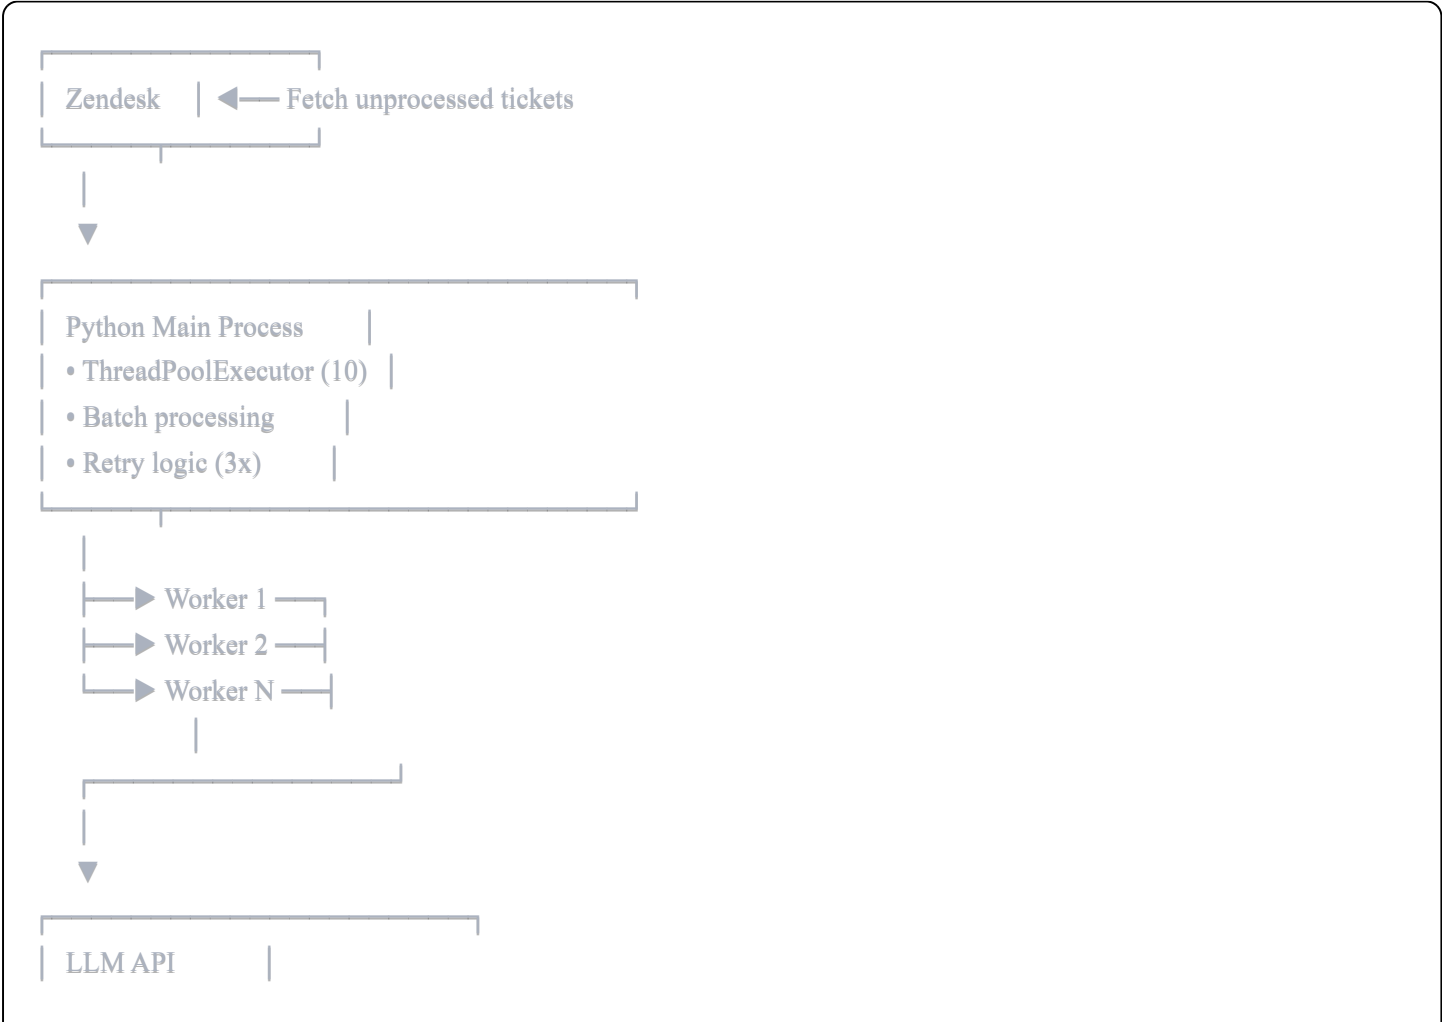 Zendesk ◄── Fetch unprocessed tickets
Python Main Process
• ThreadPoolExecutor (10)
• Batch processing
• Retry logic (3x)
Worker 1
Worker 2
Worker N
LLM API